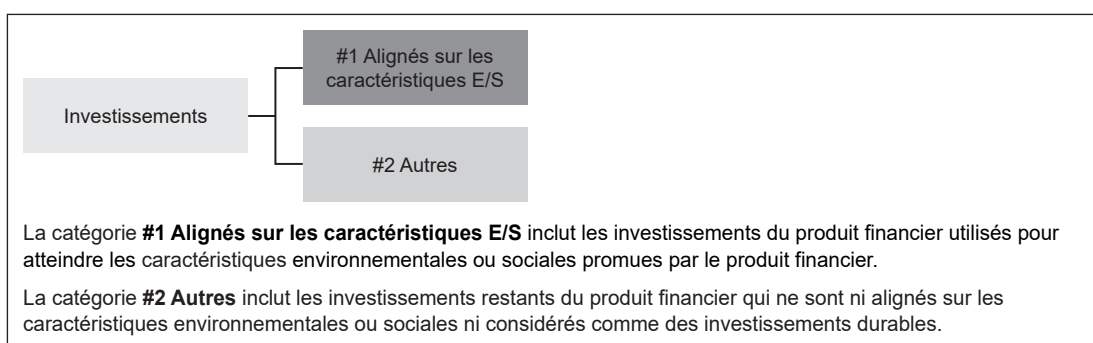 #1 Alignés sur les
caractéristiques E/S
Investissements
#2 Autres
La catégorie #1 Alignés sur les caractéristiques E/S inclut les investissements du produit financier utilisés pour
atteindre les caractéristiques environnementales ou sociales promues par le produit financier.
La catégorie #2 Autres inclut les investissements restants du produit financier qui ne sont ni alignés sur les
caractéristiques environnementales ou sociales ni considérés comme des investissements durables.